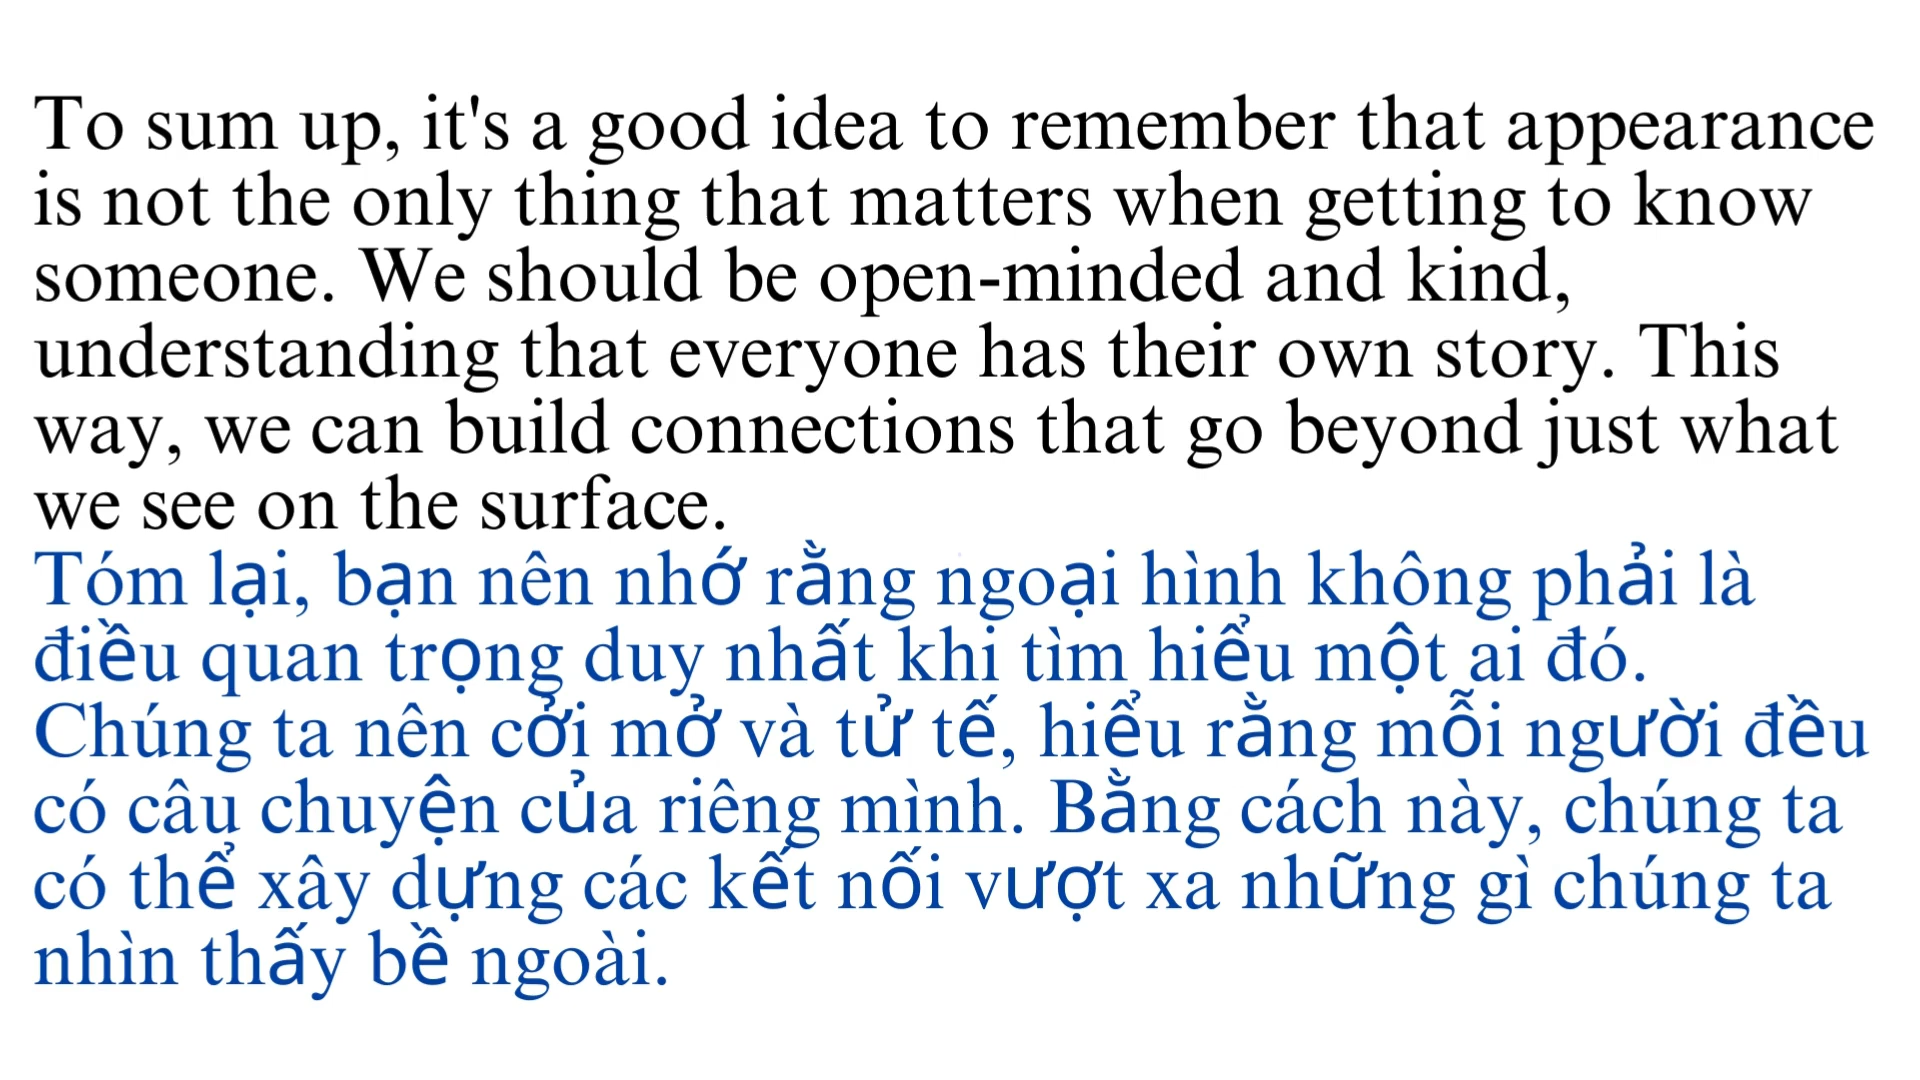 To sum up, it's a good idea to remember that appearance
is not the only thing that matters when getting to know
someone. We should be open-minded and kind,
understanding that everyone has their own story. This
way, we can build connections that go beyond just what
we see on the surface.
Tóm lại, bạn nên nhớ rằng ngoại hình không phải là
điều quan trọng duy nhất khi tìm hiểu một ai đó.
Chúng ta nên cởi mở và tử tế, hiểu rằng mỗi người đều
có câu chuyện của riêng mình. Bằng cách này, chúng ta
có thể xây dựng các kết nối vượt xa những gì chúng ta
nhìn thấy bề ngoài.